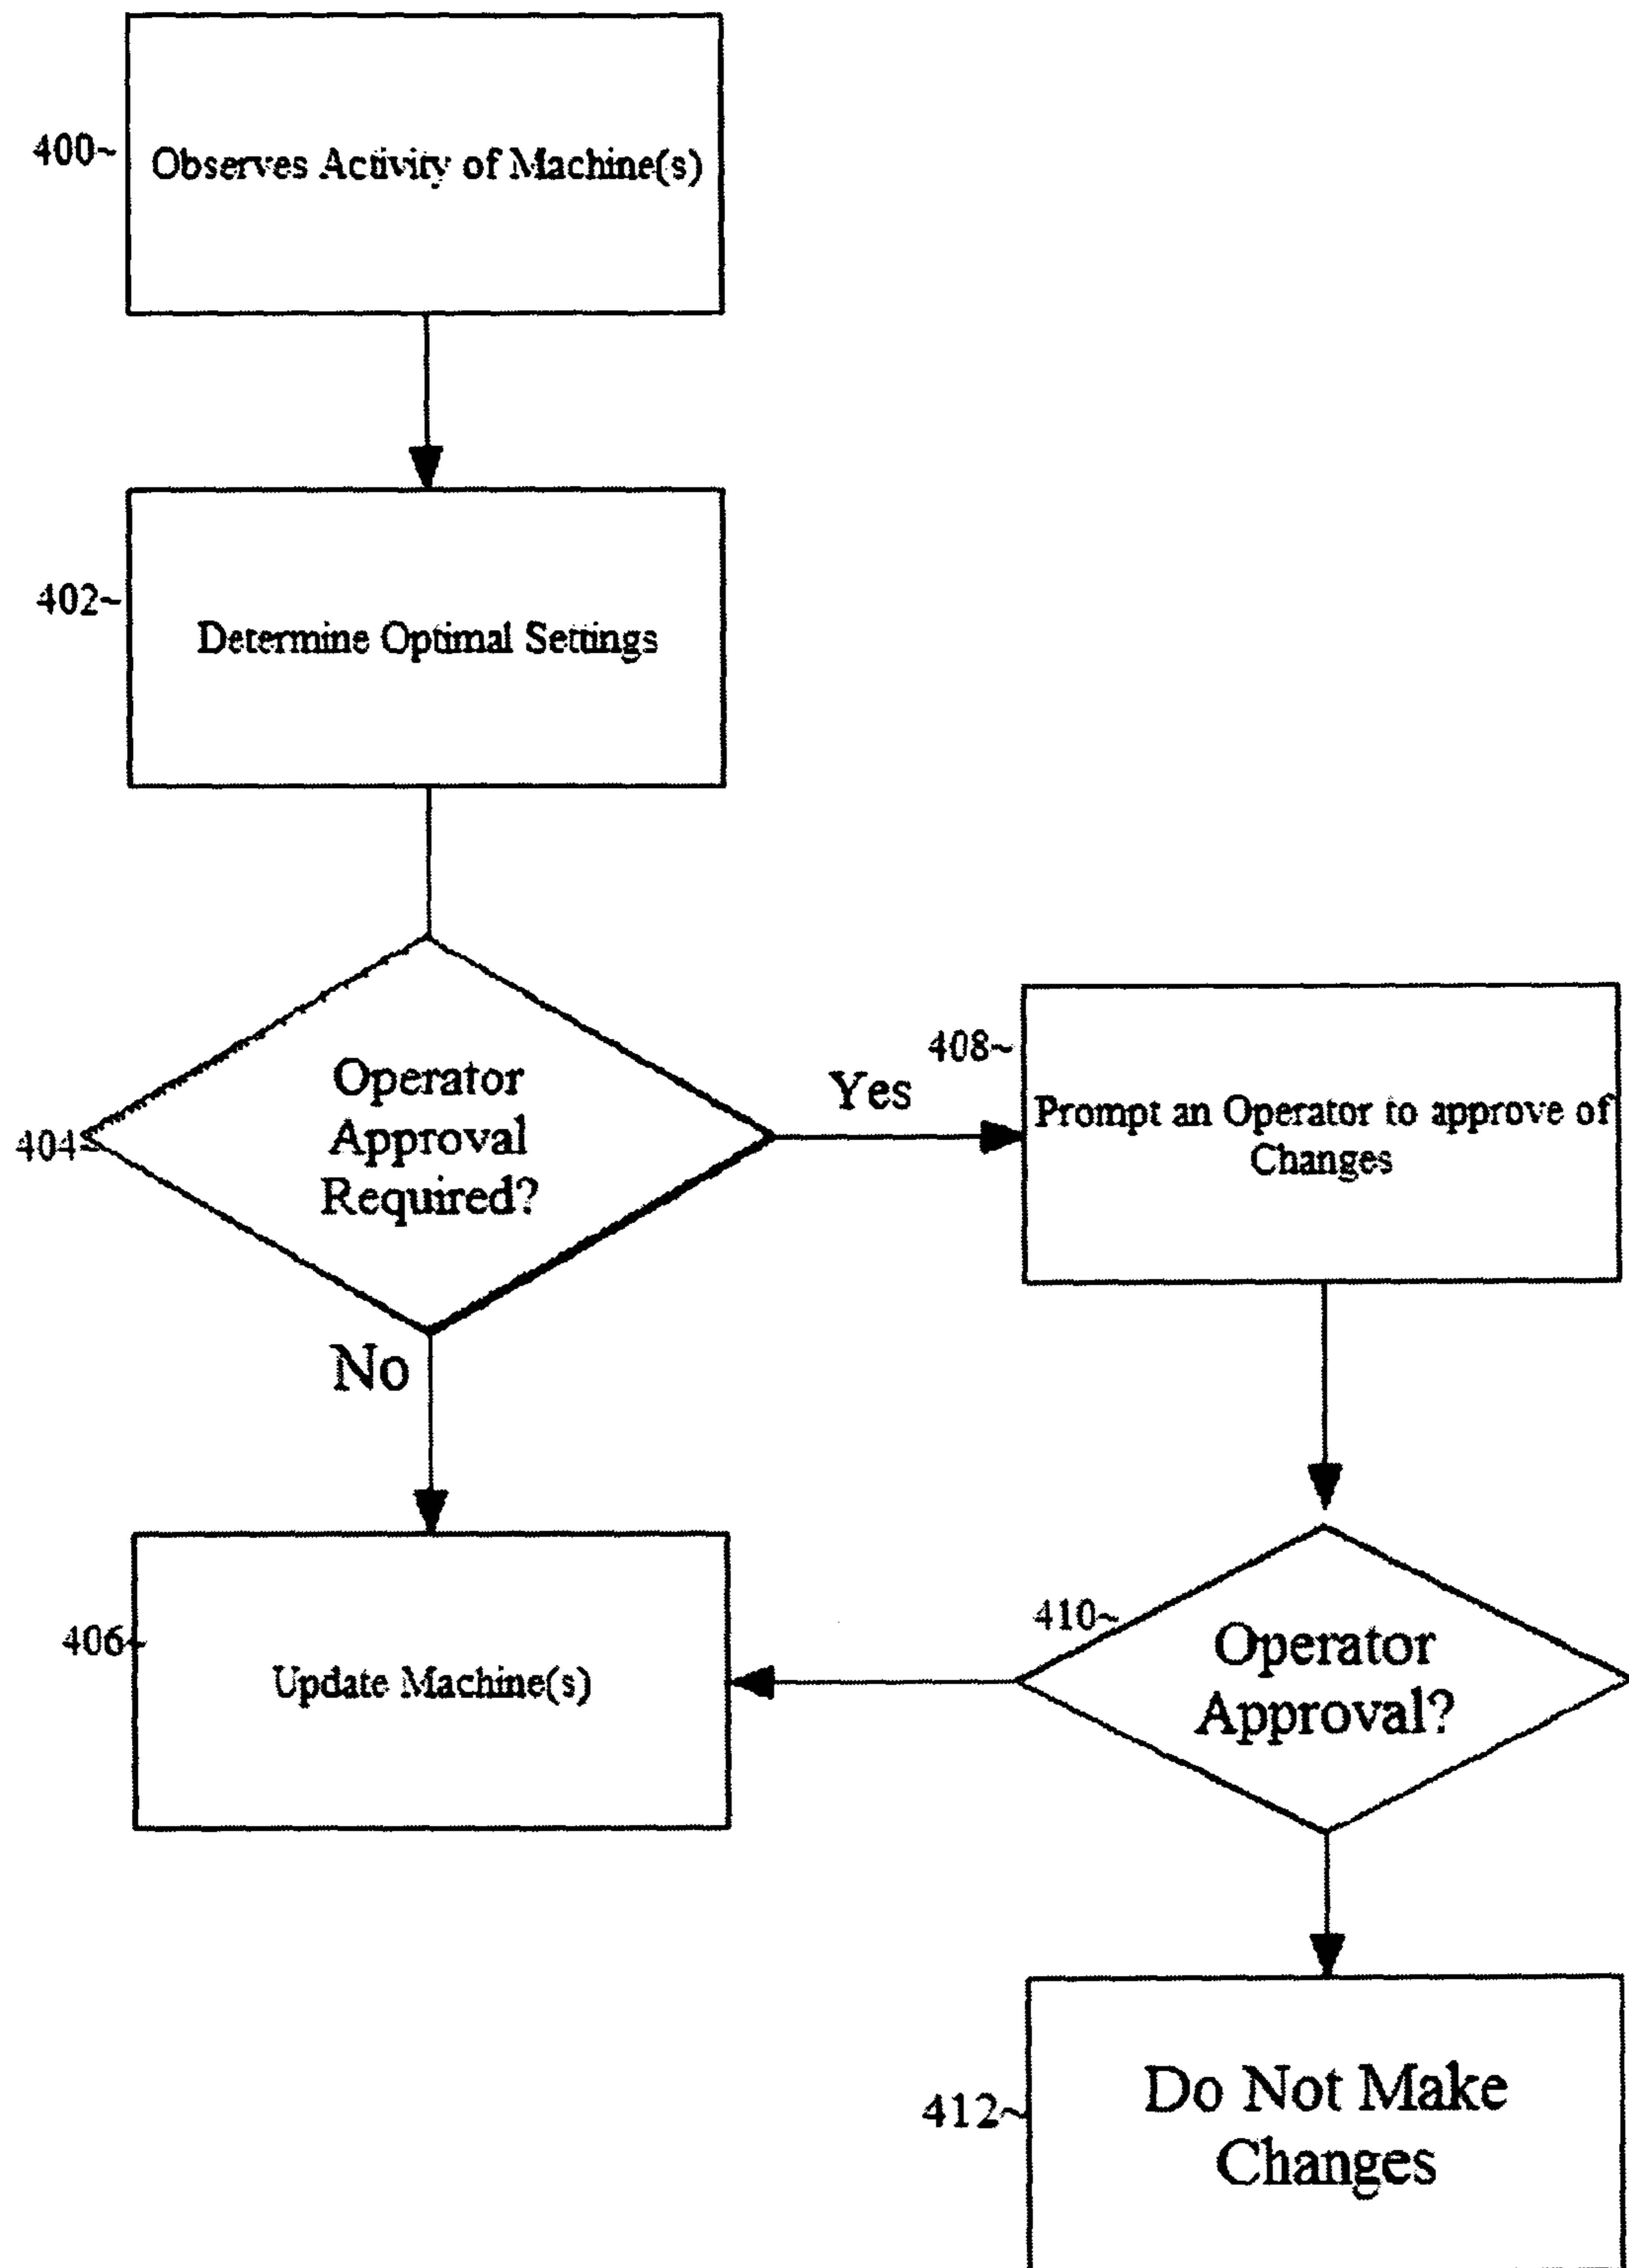 400~
Observes Activity of Machine(s)
402~
Determine Optimal Settings
404~
Operator
Approval
Required?
Yes
No
408~
Prompt an Operator to approve of
Changes
406~
Update Machine(s)
410~
Operator
Approval?
412~
Do Not Make
Changes